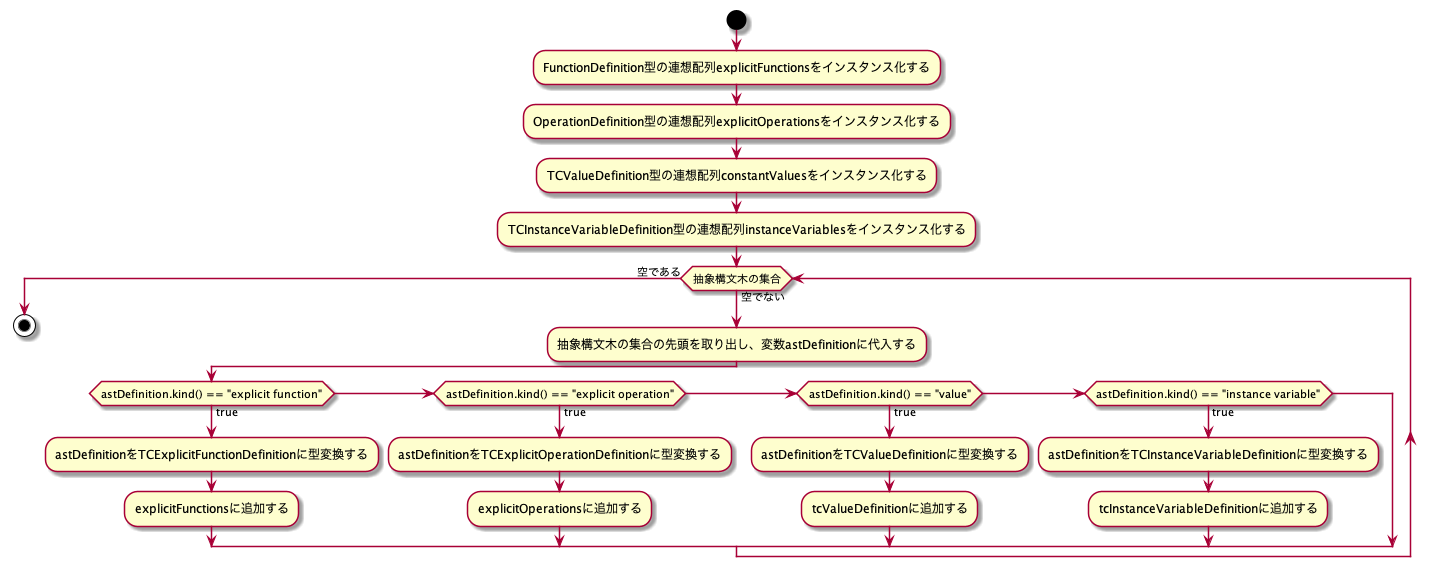 FunctionDefinition型の連想配列explicitFunctionsをインスタンス化する
OperationDefinition型の連想配列explicitOperationsをインスタンス化する
TCValueDefinition型の連想配列constantValuesをインスタンス化する
TCInstanceVariableDefinition型の連想配列instanceVariablesをインスタンス化する
空である
抽象構文木の集合
空でない
抽象構文木の集合の先頭を取り出し、変数astDefinitionに代入する
astDefinition.kind() == "explicit function"
astDefinition.kind() == "explicit operation"
astDefinition.kind() == "value"
astDefinition.kind() == "instance variable"
true
true
true
true
astDefinitionをTCExplicitFunctionDefinitionに型変換する
astDefinitionをTCExplicitOperationDefinitionに型変換する
astDefinitionをTCValueDefinitionに型変換する
astDefinitionをTCInstanceVariableDefinitionに型変換する
explicitFunctionsに追加する
explicitOperationsに追加する
tcValueDefinitionに追加する
tcInstanceVariableDefinitionに追加する